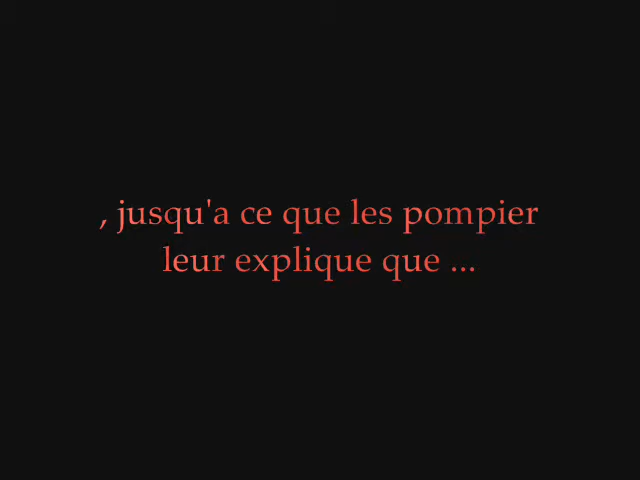 , jusqu'a ce que les pompier
leur explique que ...